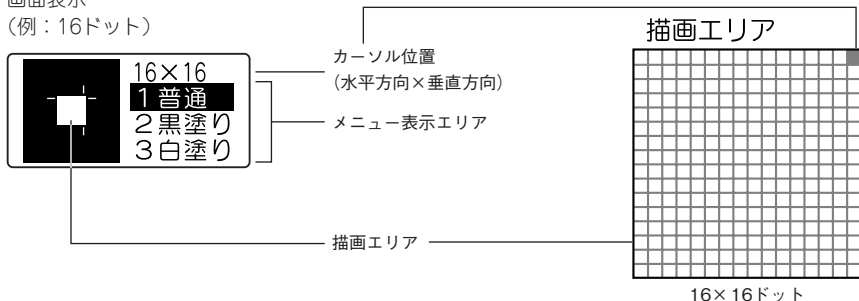 画面表示
(例：16ドット)
16×16
1普通
2黒塗り
3白塗り
カーソル位置
(水平方向×垂直方向)
メニュー表示エリア
描画エリア
描画エリア
16×16ドット